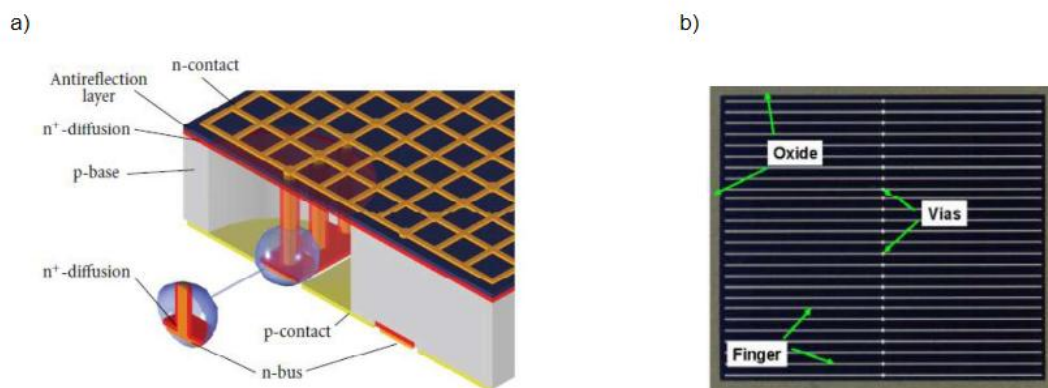 a)
b)
n-contact
Antireflection
layer
n⁺-diffusion
p-base
n⁺-diffusion
p-contact
n-bus
Oxide
Vias
Finger